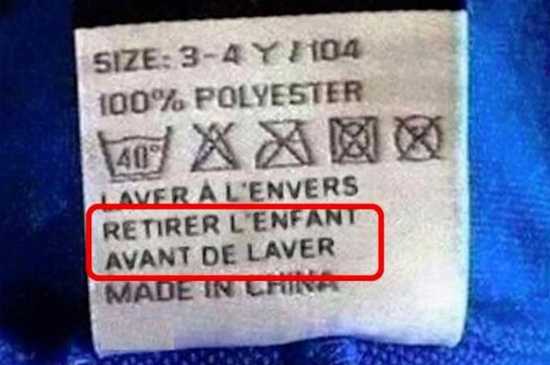 SIZE: 3-4 Y / 104
100% POLYESTER
40°
LAVER À L'ENVERS
RETIRER L'ENFANT
AVANT DE LAVER
MADE IN CHINA